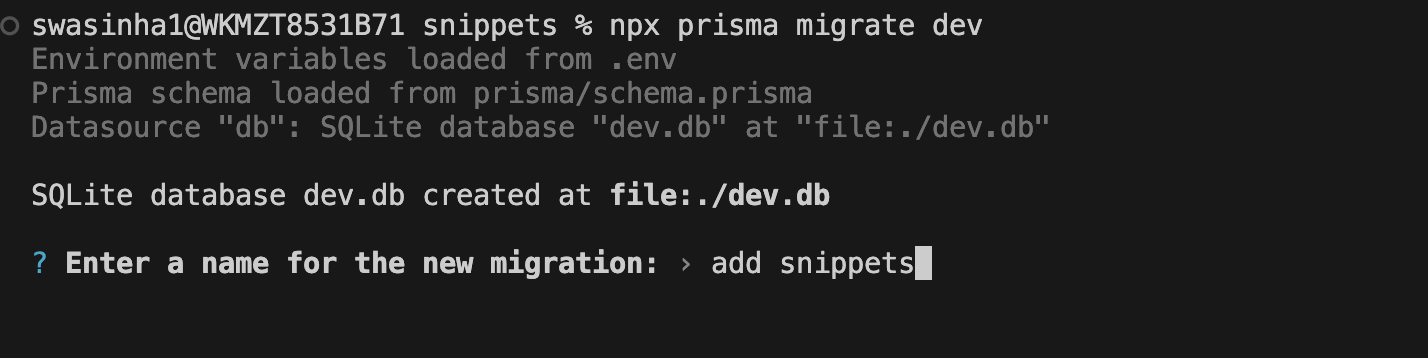 swasinha1@WKMZT8531B71 snippets % npx prisma migrate dev
Environment variables loaded from .env
Prisma schema loaded from prisma/schema.prisma
Datasource "db": SQLite database "dev.db" at "file:./dev.db"
SQLite database dev.db created at file:./dev.db
? Enter a name for the new migration: › add snippets